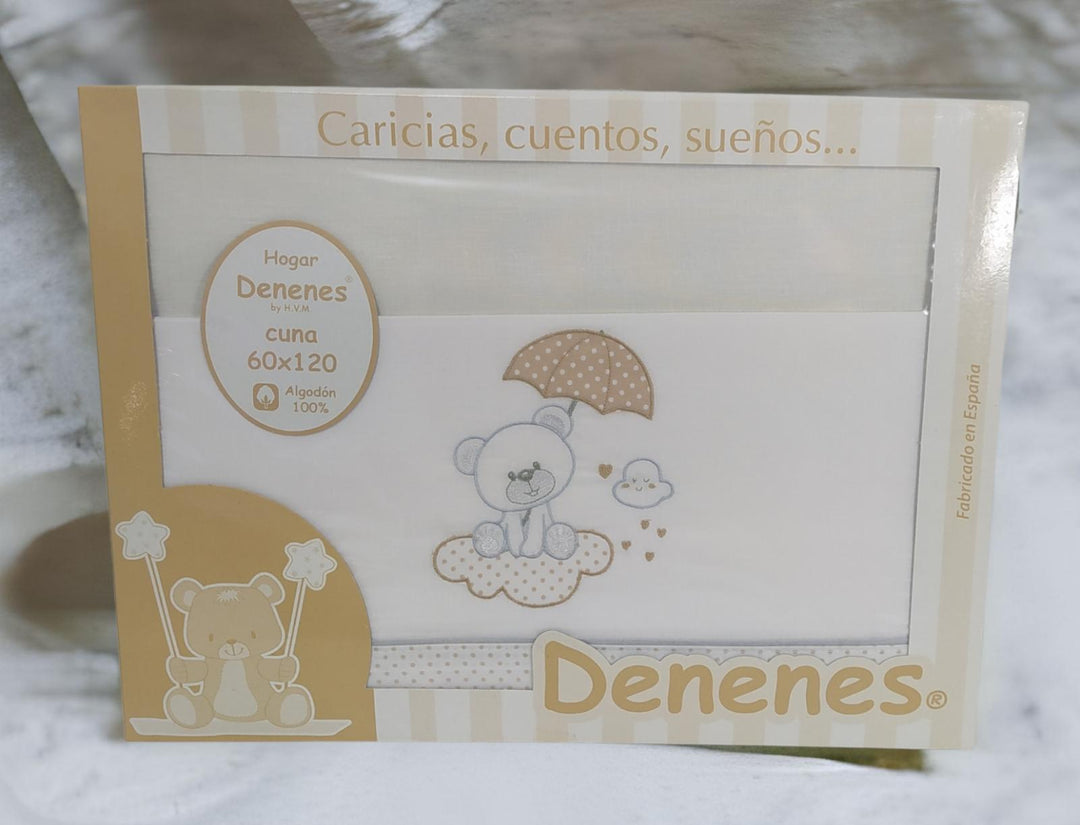 Caricias, cuentos, sueños...
Hogar
Denenes®
by H.V.M.
cuna
60x120
Algodón
100%
Fabricado en España
Denenes®